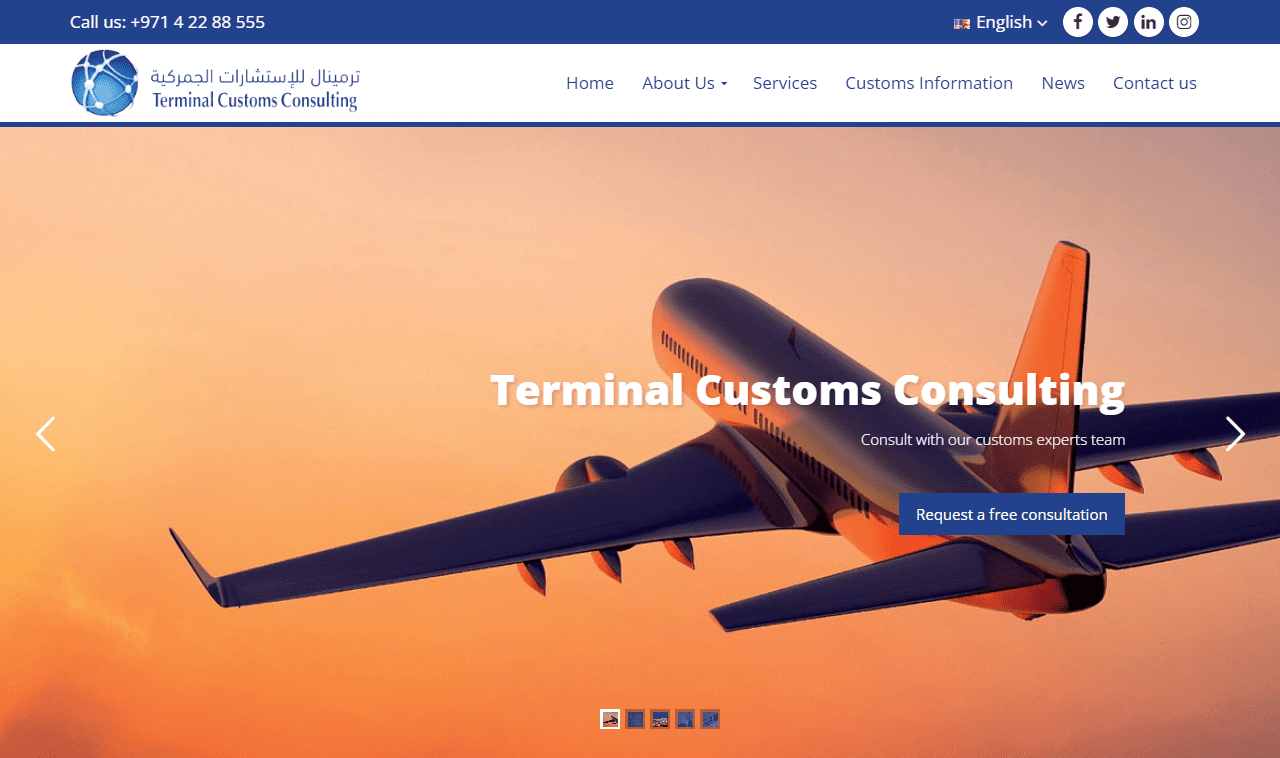 Call us: +971 4 22 88 555
English
ترمينال للإستشارات الجمركية
Terminal Customs Consulting
Home
About Us
Services
Customs Information
News
Contact us
Terminal Customs Consulting
Consult with our customs experts team
Request a free consultation